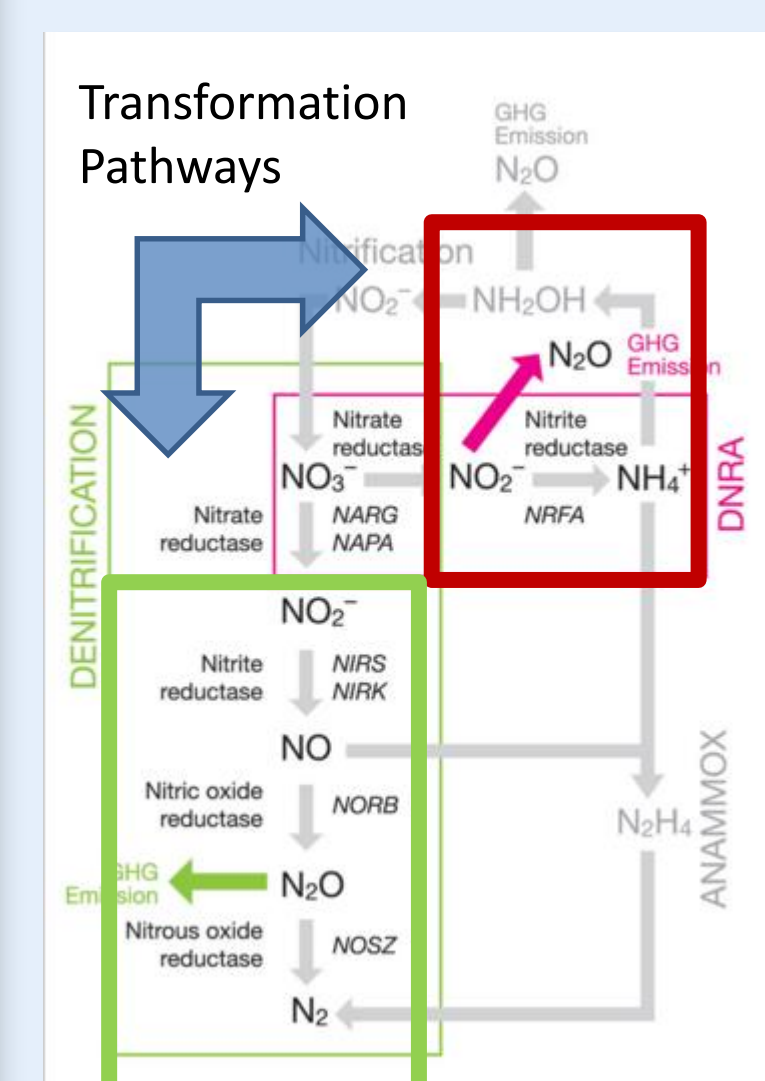 Transformation
Pathways
GHG
Emission
N₂O
Nitrification
NO₂⁻
NH₂OH
N₂O
GHG
Emission
Nitrate
reductas
Nitrite
reductase
NO₃⁻
NO₂⁻
NH₄⁺
DNRA
Nitrate
reductase
NARG
NAPA
NRFA
DENITRIFICATION
NO₂⁻
Nitrite
reductase
NIRS
NIRK
NO
Nitric oxide
reductase
NORB
N₂H₄
ANAMMOX
GHG
Emission
N₂O
Nitrous oxide
reductase
NOSZ
N₂